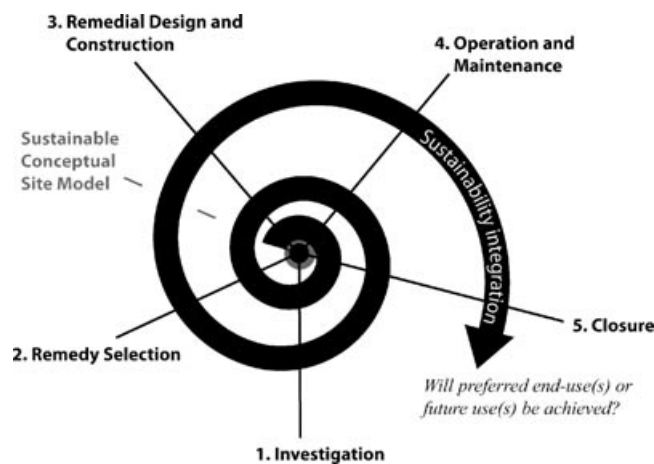 3. Remedial Design and
Construction
4. Operation and
Maintenance
Sustainable
Conceptual
Site Model
Sustainability integration
5. Closure
2. Remedy Selection
Will preferred end-use(s) or
future use(s) be achieved?
1. Investigation